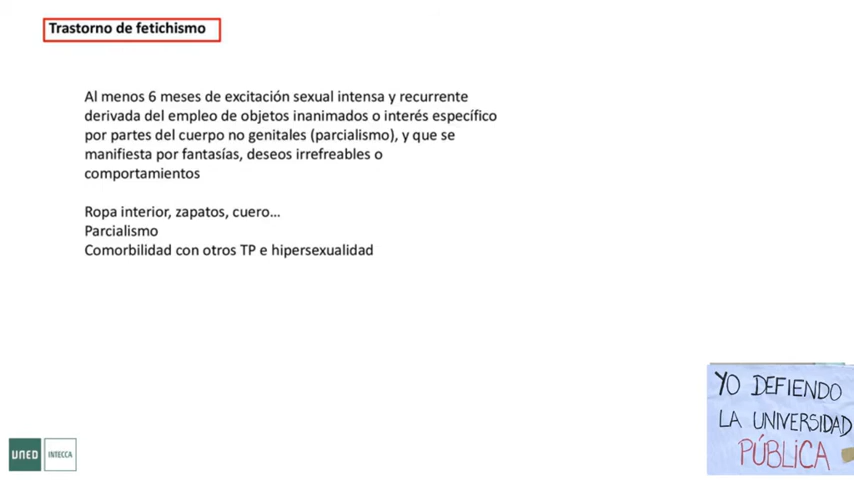 Trastorno de fetichismo
Al menos 6 meses de excitación sexual intensa y recurrente
derivada del empleo de objetos inanimados o interés específico
por partes del cuerpo no genitales (parcialismo), y que se
manifiesta por fantasías, deseos irrefreables o
comportamientos
Ropa interior, zapatos, cuero...
Parcialismo
Comorbilidad con otros TP e hipersexualidad
YO DEFIENDO
LA UNIVERSIDAD
PÚBLICA
UNED INTECCA